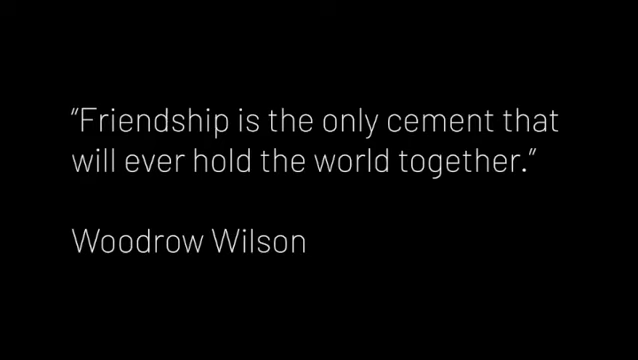 “Friendship is the only cement that
will ever hold the world together.”
Woodrow Wilson